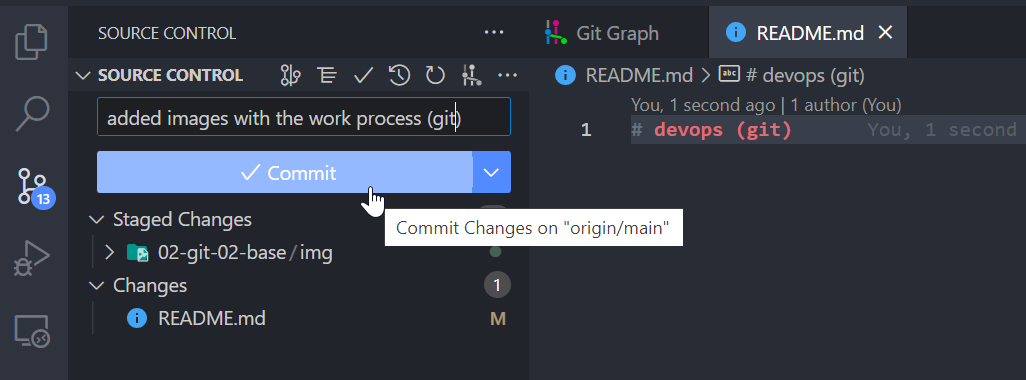 SOURCE CONTROL
SOURCE CONTROL
added images with the work process (git)
Commit
Commit Changes on "origin/main"
Staged Changes
02-git-02-base / img
Changes
1
README.md
M
13
Git Graph
README.md
README.md > # devops (git)
You, 1 second ago | 1 author (You)
1
# devops (git)
You, 1 second